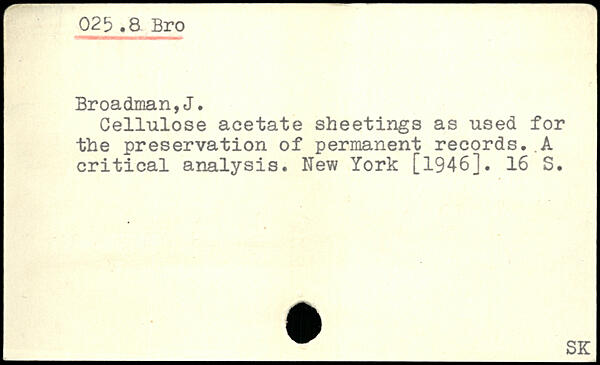 025.8 Bro
Broadman,J.
Cellulose acetate sheetings as used for
the preservation of permanent records. A
critical analysis. New York [1946]. 16 S.
SK